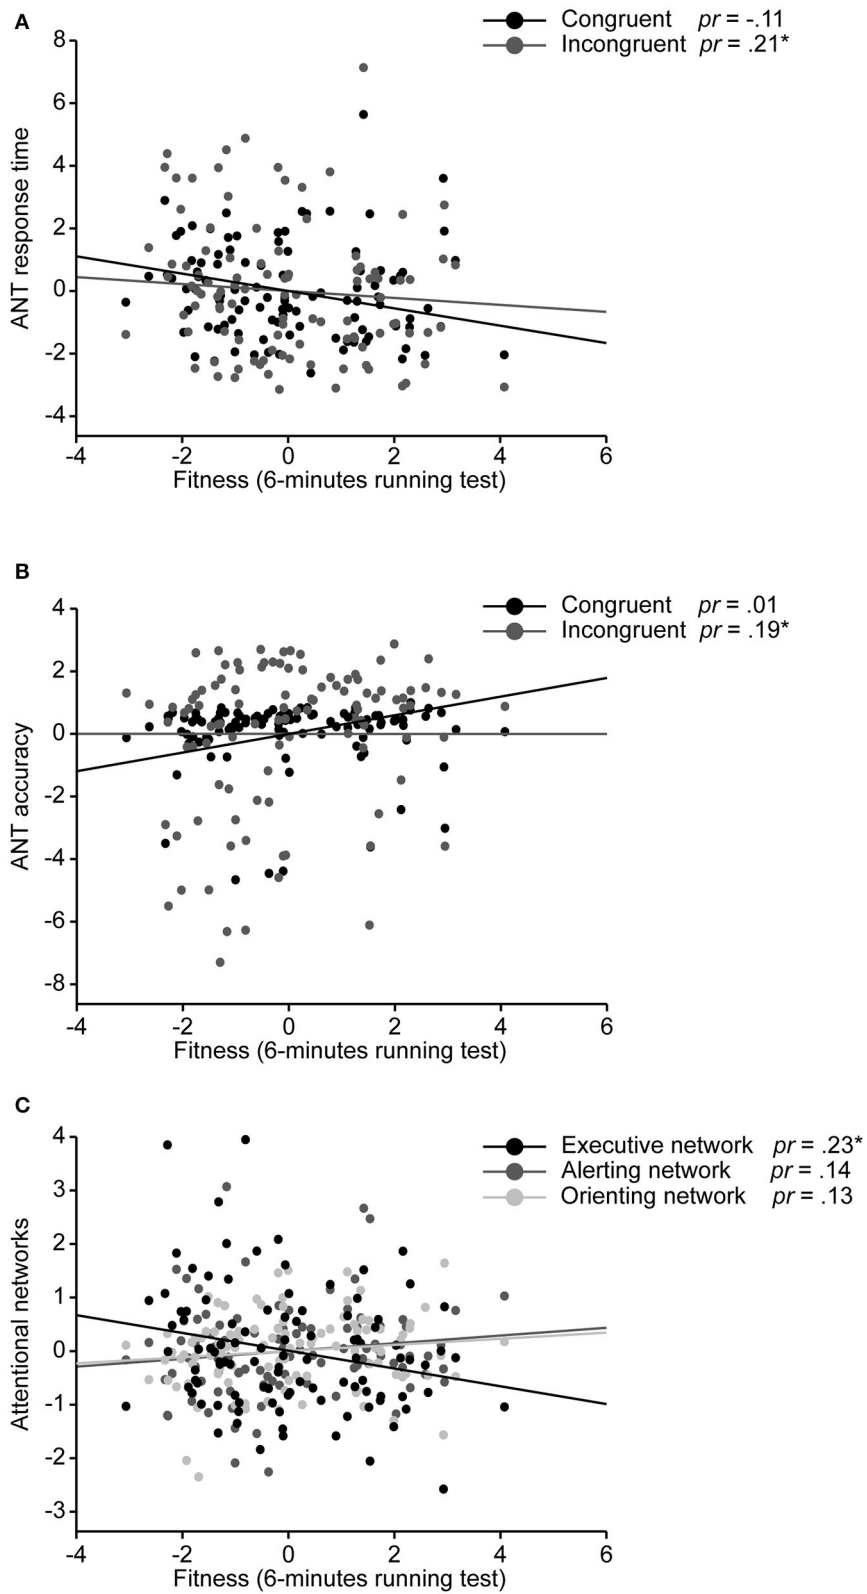 A
Congruent pr = -.11
Incongruent pr = .21*
8
6
4
2
0
-2
-4
ANT response time
-4 -2 0 2 4 6
Fitness (6-minutes running test)
B
Congruent pr = .01
Incongruent pr = .19*
4
2
0
-2
-4
-6
-8
ANT accuracy
-4 -2 0 2 4 6
Fitness (6-minutes running test)
C
Executive network pr = .23*
Alerting network pr = .14
Orienting network pr = .13
4
3
2
1
0
-1
-2
-3
Attentional networks
-4 -2 0 2 4 6
Fitness (6-minutes running test)